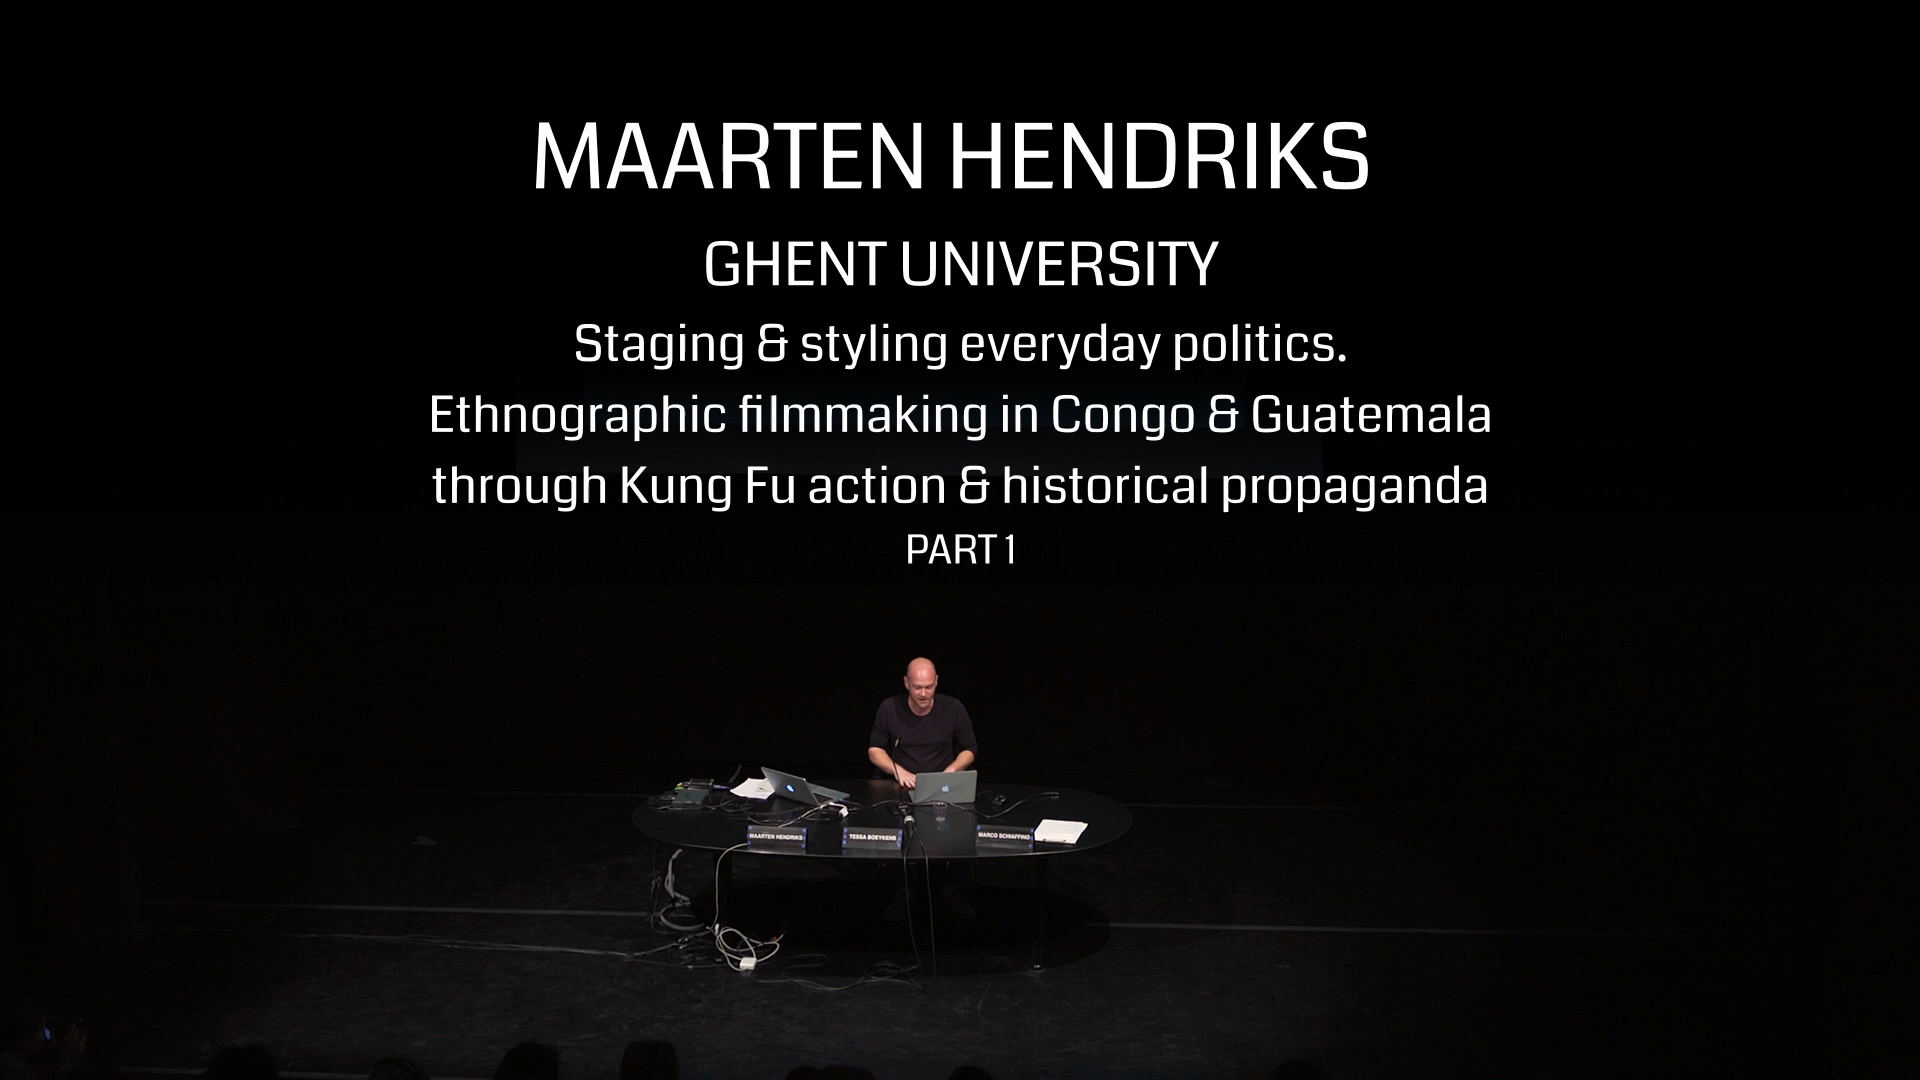 MAARTEN HENDRIKS
GHENT UNIVERSITY
Staging & styling everyday politics.
Ethnographic filmmaking in Congo & Guatemala
through Kung Fu action & historical propaganda
PART 1
MAARTEN HENDRIKS
TESSA BOEYKENS
MARCO SCHIAFFINO